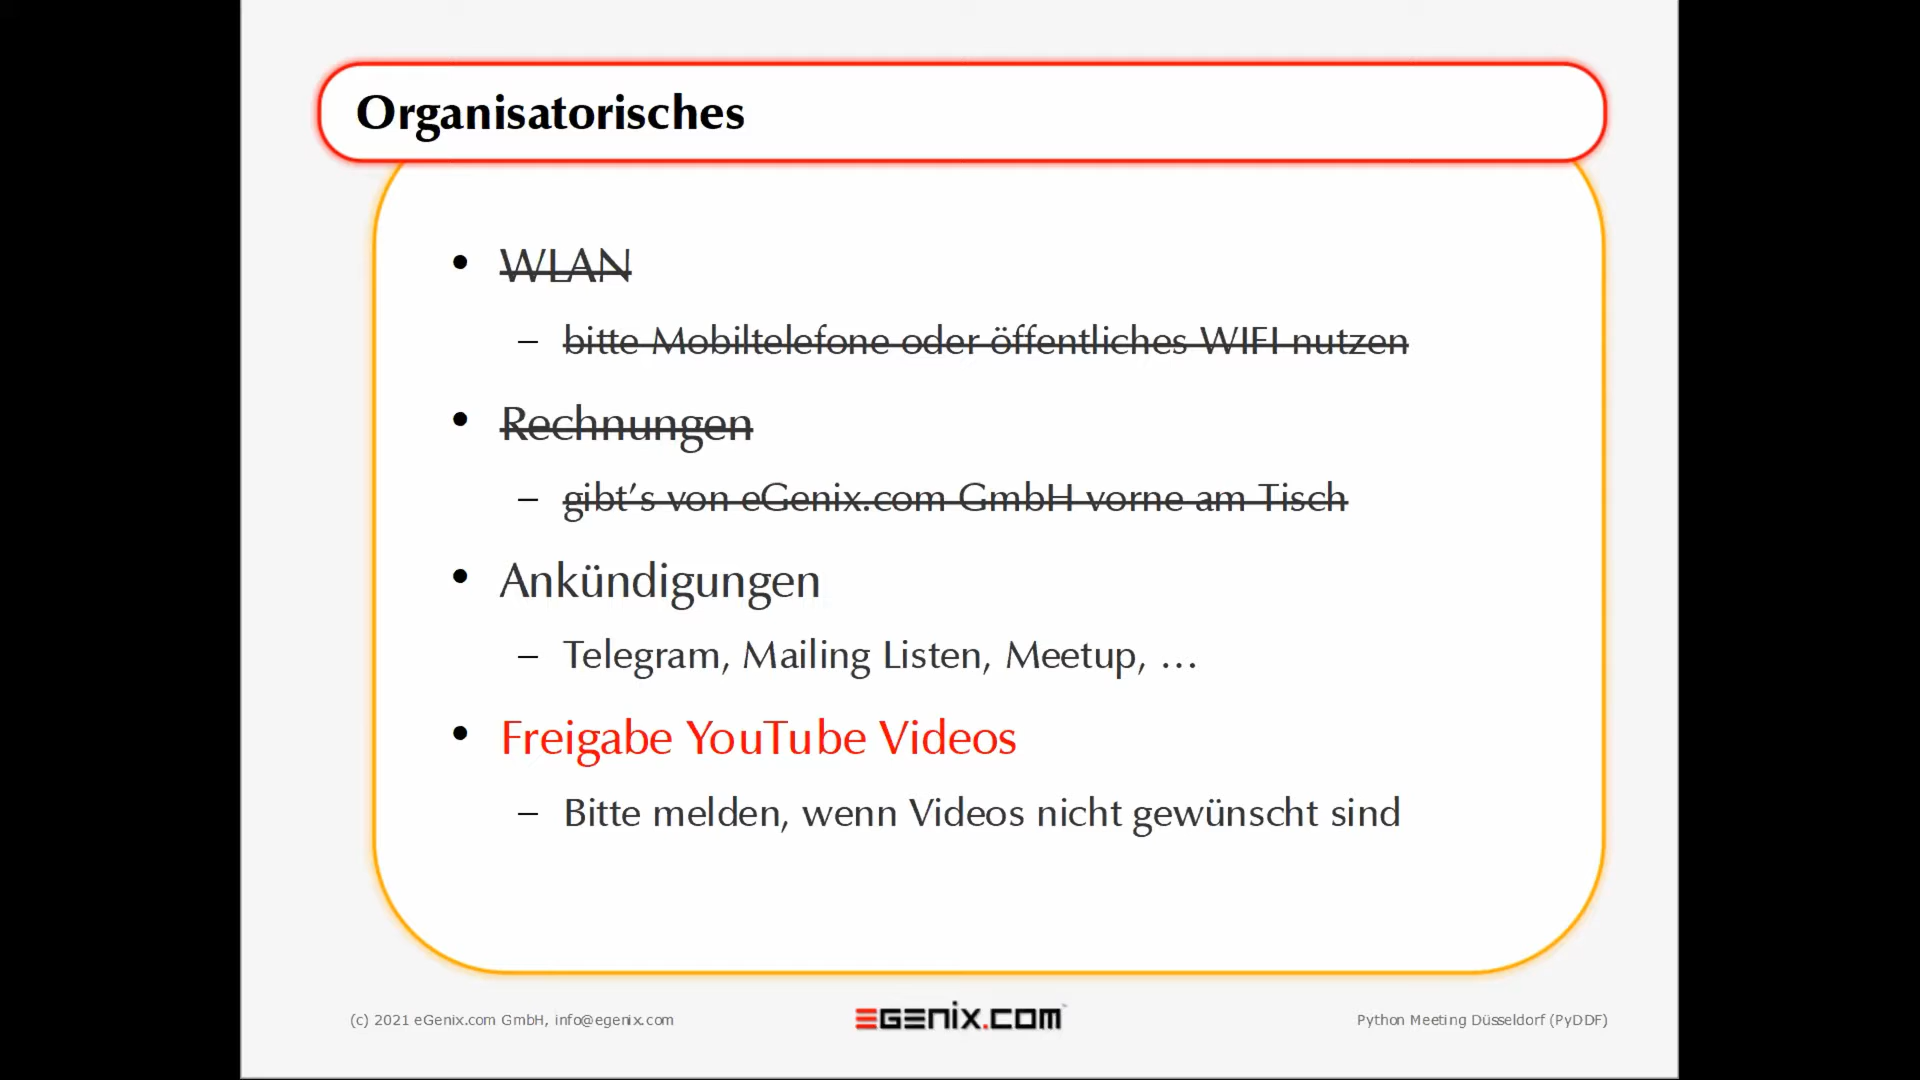 Organisatorisches
• WLAN
– bitte Mobiltelefone oder öffentliches WIFI nutzen
• Rechnungen
– gibt’s von eGenix.com GmbH vorne am Tisch
• Ankündigungen
– Telegram, Mailing Listen, Meetup, …
• Freigabe YouTube Videos
– Bitte melden, wenn Videos nicht gewünscht sind
(c) 2021 eGenix.com GmbH, info@egenix.com
EGENIX.COM
Python Meeting Düsseldorf (PyDDF)